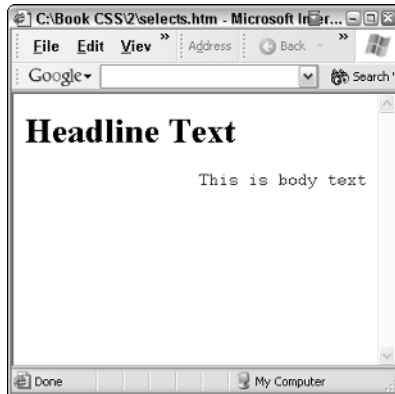 C:\Book CSS\2\selects.htm - Microsoft In
File Edit View » Address Back »
Google Search
Headline Text
This is body text
Done My Computer